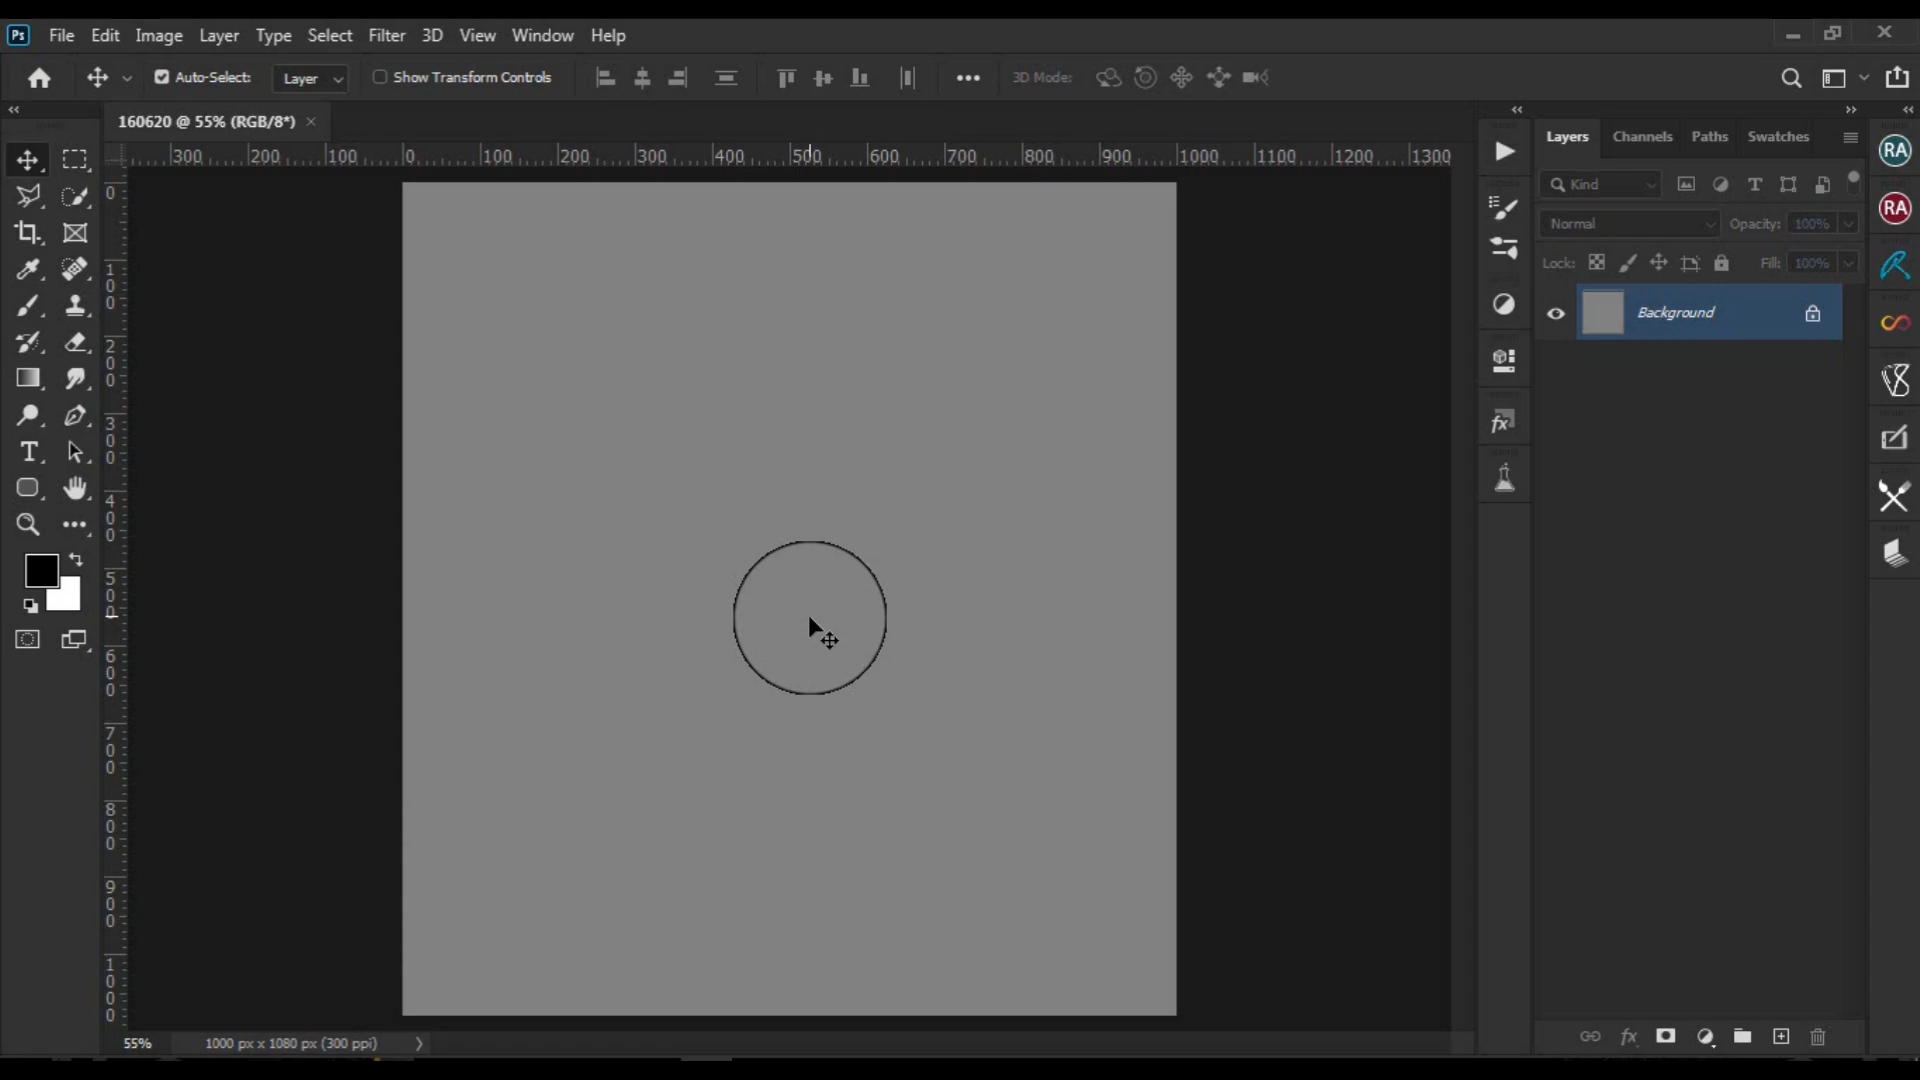 Ps File Edit Image Layer Type Select Filter 3D View Window Help
Auto-Select: Layer Show Transform Controls 3D Mode:
160620 @ 55% (RGB/8*)
300 200 100 0 100 200 300 400 500 600 700 800 900 1000 1100 1200 1300
0
100
200
300
400
500
600
700
800
900
1000
Layers Channels Paths Swatches
Kind
Normal Opacity: 100%
Lock: Fill: 100%
Background
RA
RA
fx
T
55% 1000 px x 1080 px (300 ppi)
fx